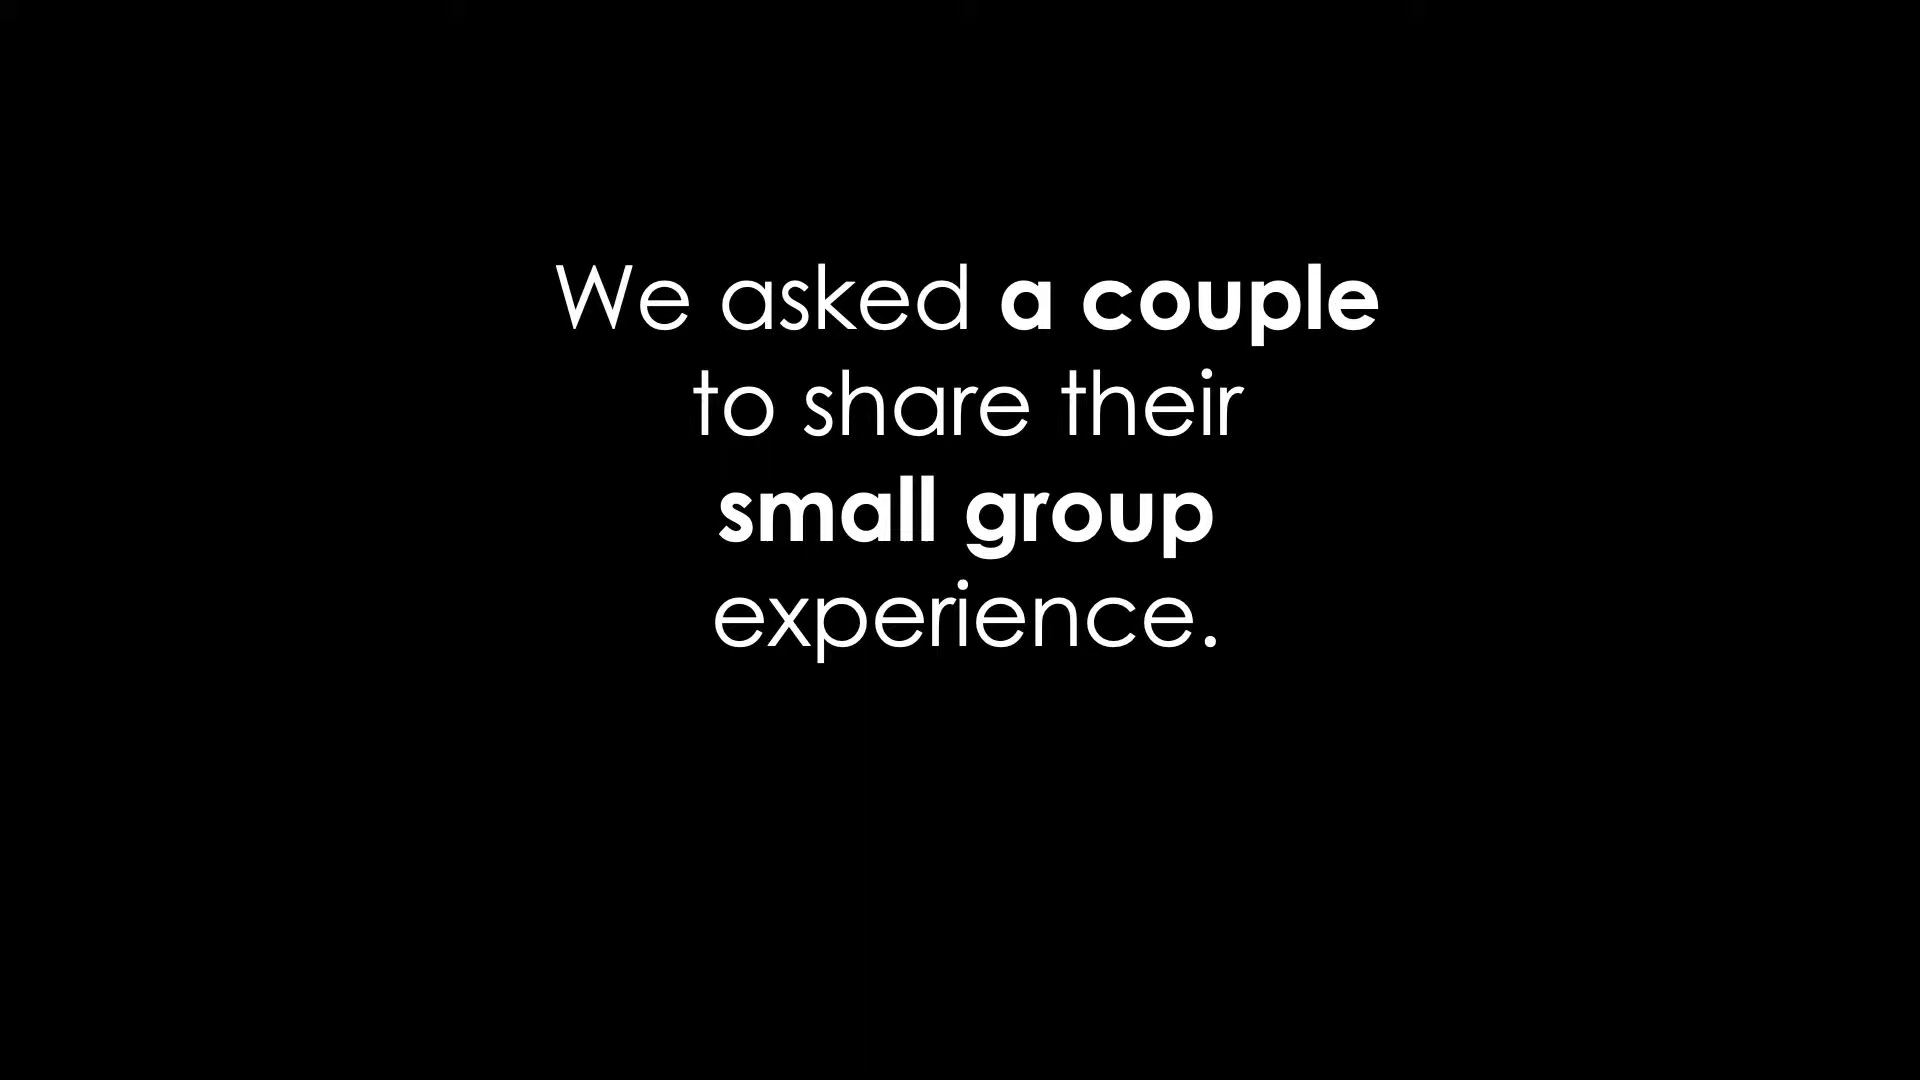 We asked a couple
to share their
small group
experience.